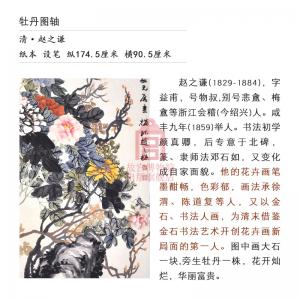 牡丹图轴
清·赵之谦
纸本 设笔 纵174.5厘米 横90.5厘米
赵之谦(1829-1884)，字
益甫，号㧑叔,别号悲盦、梅
盦等浙江会稽(今绍兴)人。咸
丰九年(1859)举人。书法初学
颜真卿，后专意于北碑，
篆、隶师法邓石如，又变化
成自家面貌。他的花卉画笔
墨酣畅，色彩郁，画法承徐
渭、陈道复等人，又以金
石、书法人画，为清末借鉴
金石书法艺术开创花卉画新
局面的第一人。图中画大石
一块,旁生牡丹一株，花开灿
烂，华丽富贵。